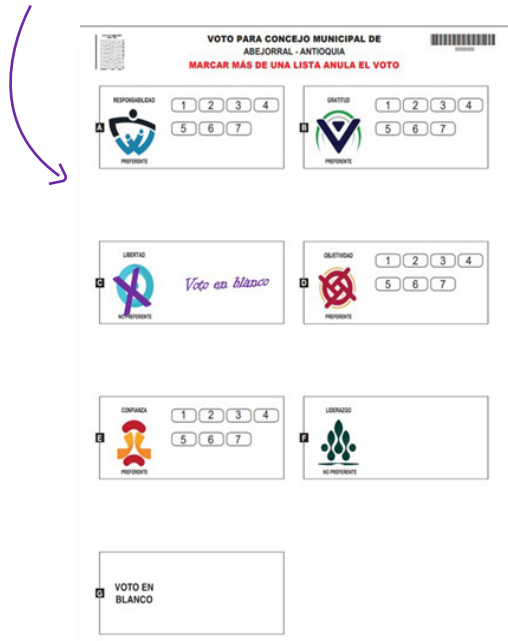 VOTO PARA CONCEJO MUNICIPAL DE
ABEJORRAL - ANTIOQUIA
MARCAR MÁS DE UNA LISTA ANULA EL VOTO
A
RESPONSABILIDAD
1 2 3 4
5 6 7
PREFERENTE
B
GRATITUD
1 2 3 4
5 6 7
PREFERENTE
C
LIBERTAD
Voto en blanco
NO PREFERENTE
D
OBJETIVIDAD
1 2 3 4
5 6 7
PREFERENTE
E
CONFIANZA
1 2 3 4
5 6 7
PREFERENTE
F
LIDERAZGO
NO PREFERENTE
G
VOTO EN
BLANCO